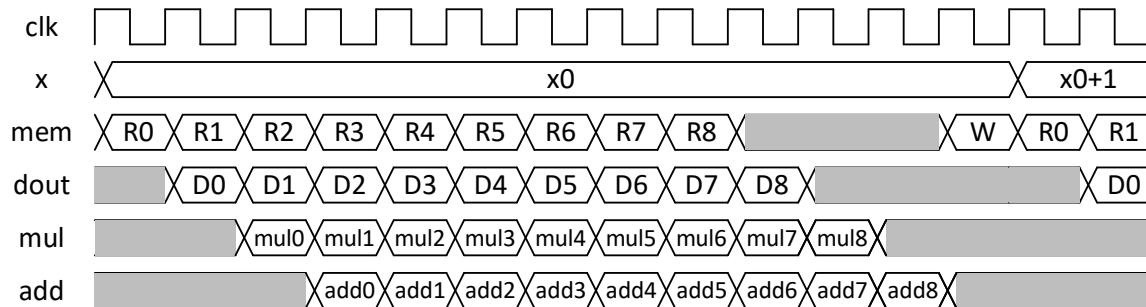 clk
x x0 x0+1
mem R0 R1 R2 R3 R4 R5 R6 R7 R8 W R0 R1
dout D0 D1 D2 D3 D4 D5 D6 D7 D8 D0
mul mul0 mul1 mul2 mul3 mul4 mul5 mul6 mul7 mul8
add add0 add1 add2 add3 add4 add5 add6 add7 add8